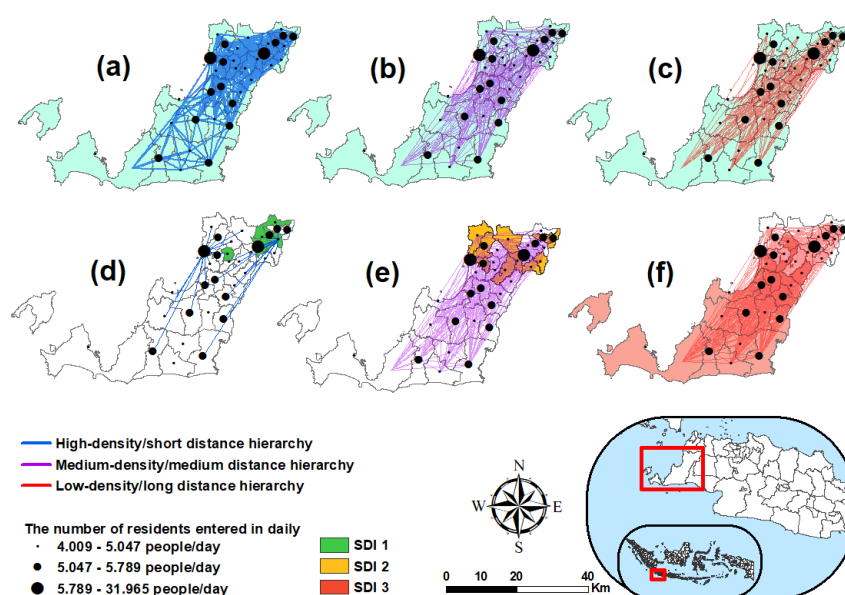 (a)
(b)
(c)
(d)
(e)
(f)
High-density/short distance hierarchy
Medium-density/medium distance hierarchy
Low-density/long distance hierarchy
The number of residents entered in daily
4.009 - 5.047 people/day
5.047 - 5.789 people/day
5.789 - 31.965 people/day
SDI 1
SDI 2
SDI 3
N
W
E
S
0 10 20 40
Km